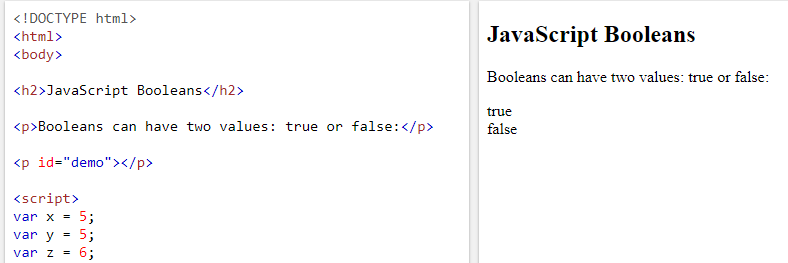 <!DOCTYPE html>
<html>
<body>
<h2>JavaScript Booleans</h2>
<p>Booleans can have two values: true or false:</p>
<p id="demo"></p>
<script>
var x = 5;
var y = 5;
var z = 6;
JavaScript Booleans
Booleans can have two values: true or false:
true
false